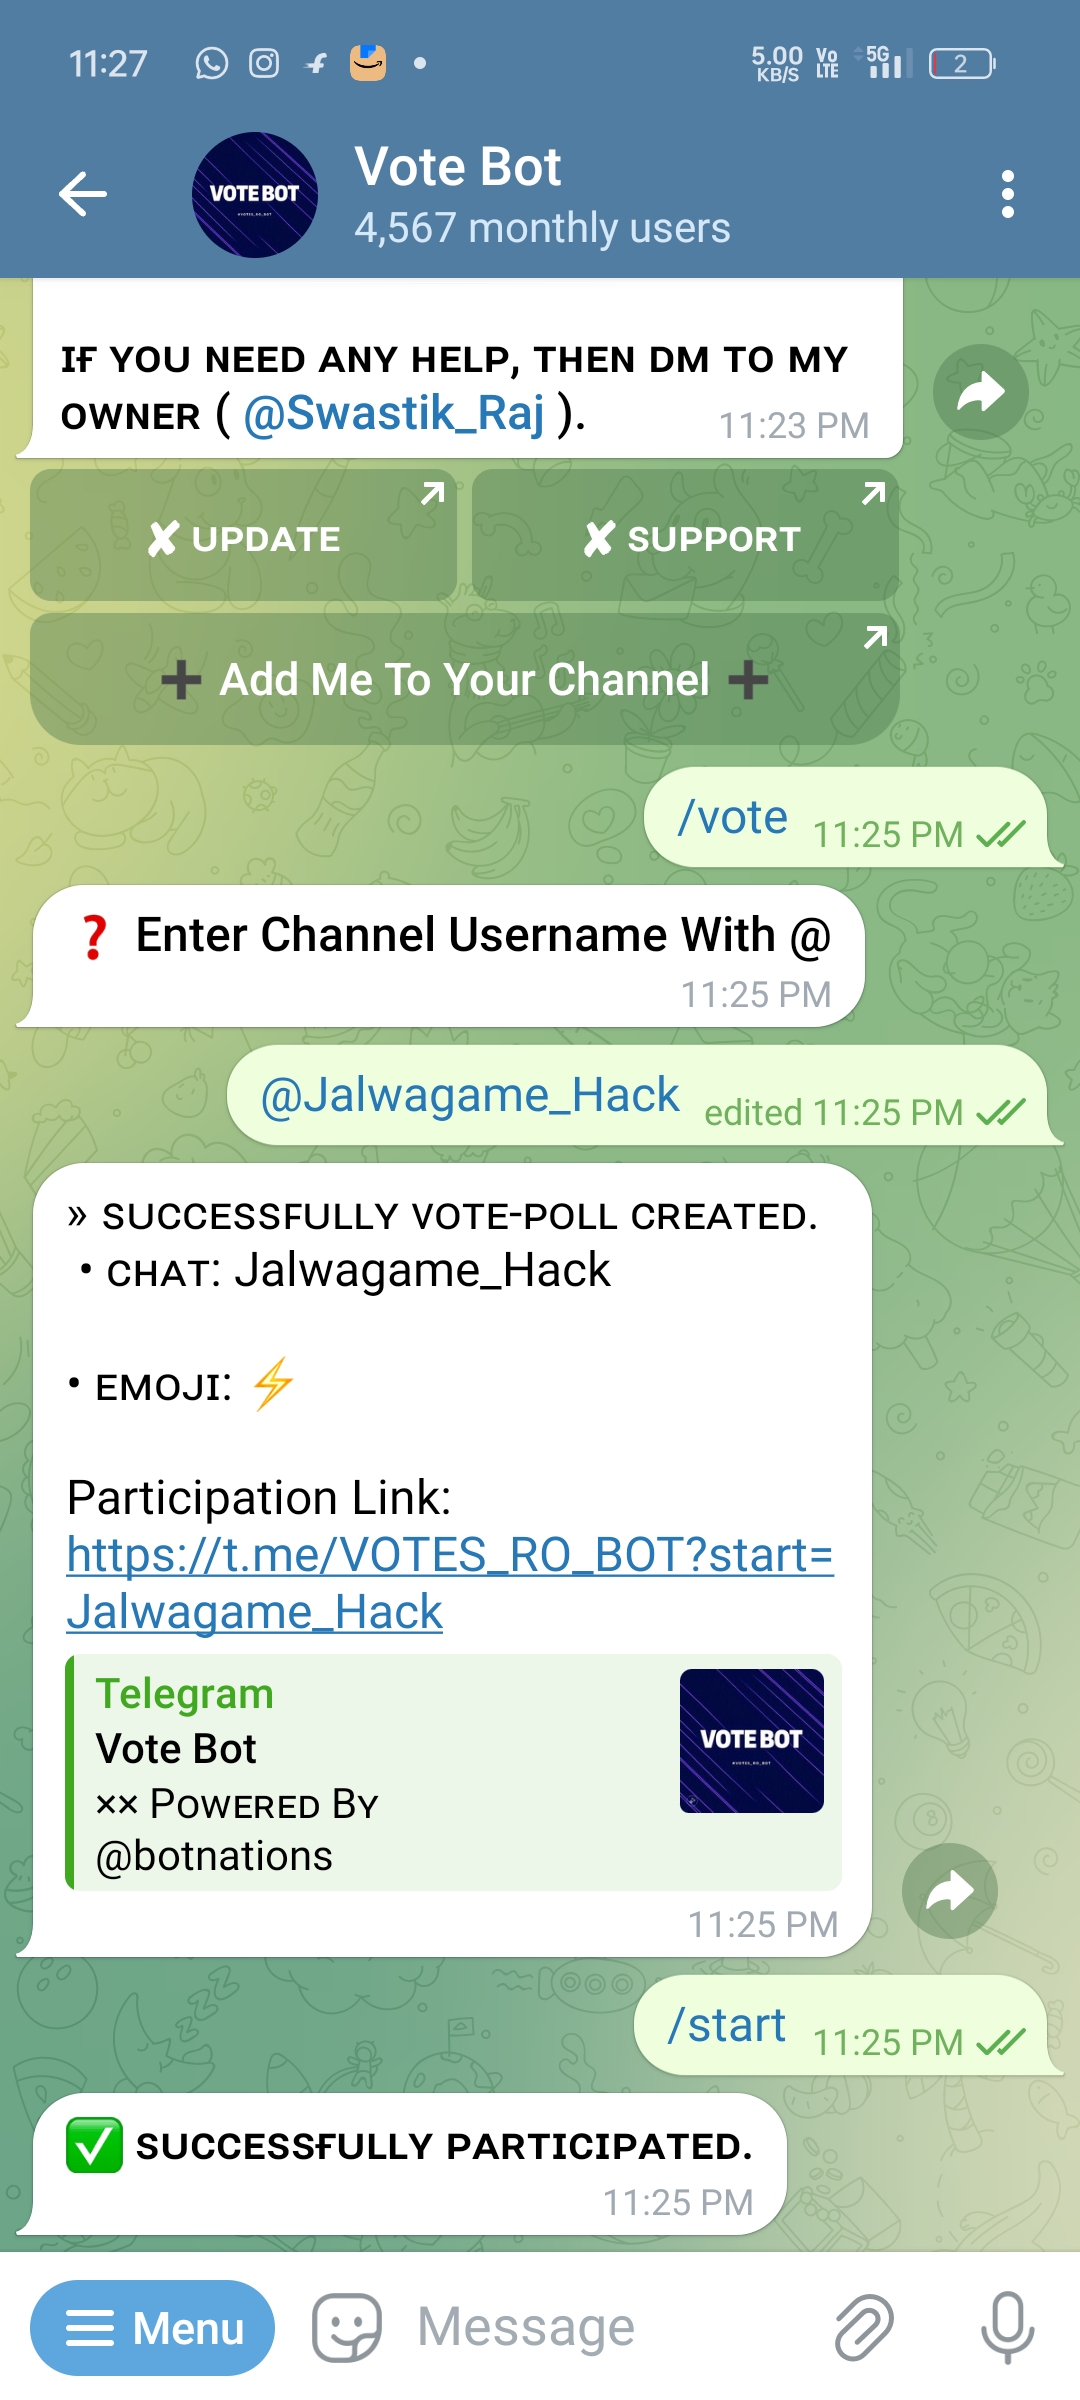 11:27
5.00 KB/S Vo LTE 5G 2
VOTE BOT
Vote Bot
4,567 monthly users
IF YOU NEED ANY HELP, THEN DM TO MY
OWNER ( @Swastik_Raj ).
11:23 PM
✘ UPDATE
✘ SUPPORT
➕ Add Me To Your Channel ➕
/vote 11:25 PM
❓ Enter Channel Username With @
11:25 PM
@Jalwagame_Hack edited 11:25 PM
» SUCCESSFULLY VOTE-POLL CREATED.
• CHAT: Jalwagame_Hack
• EMOJI: ⚡
Participation Link:
https://t.me/VOTES_RO_BOT?start=
Jalwagame_Hack
Telegram
Vote Bot
×× POWERED BY
@botnations
VOTE BOT
11:25 PM
/start 11:25 PM
✅ SUCCESSFULLY PARTICIPATED.
11:25 PM
Menu
Message